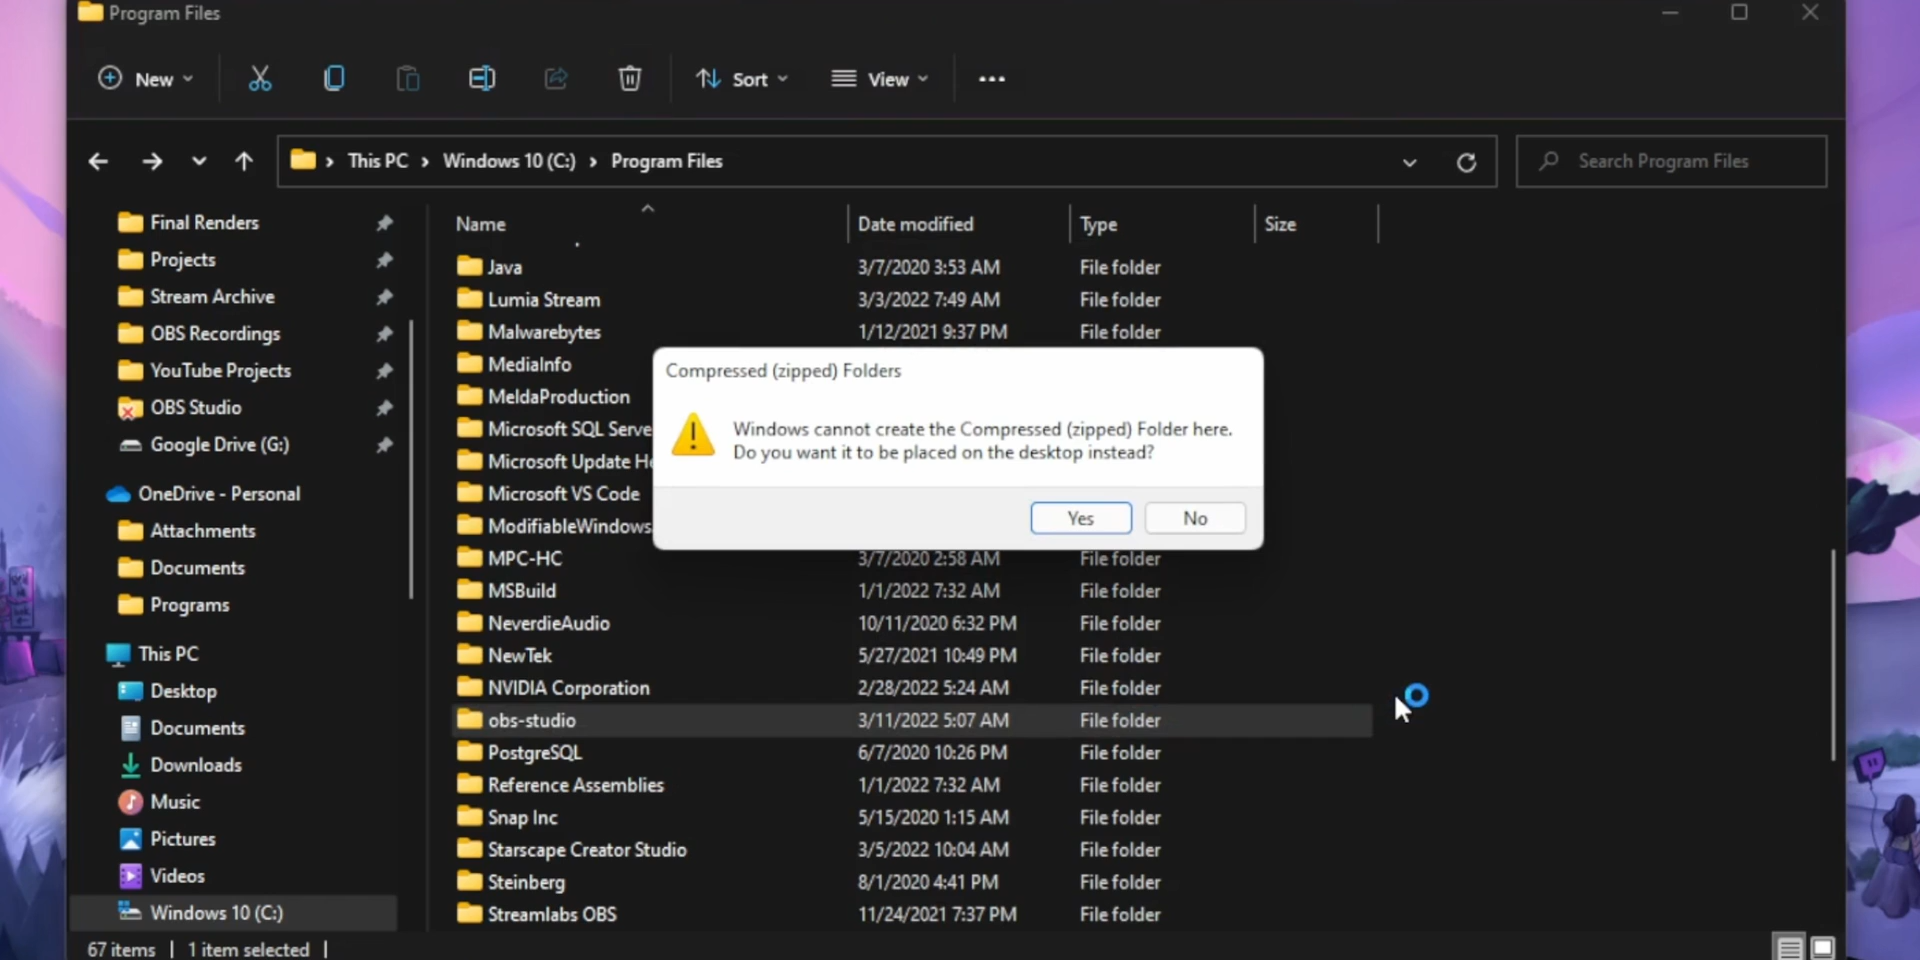 Program Files
New
Sort
View
This PC > Windows 10 (C:) > Program Files
Search Program Files
Final Renders
Projects
Stream Archive
OBS Recordings
YouTube Projects
OBS Studio
Google Drive (G:)
OneDrive - Personal
Attachments
Documents
Programs
This PC
Desktop
Documents
Downloads
Music
Pictures
Videos
Windows 10 (C:)
Name Date modified Type Size
Java 3/7/2020 3:53 AM File folder
Lumia Stream 3/3/2022 7:49 AM File folder
Malwarebytes 1/12/2021 9:37 PM File folder
MediaInfo
MeldaProduction
Microsoft SQL Serve
Microsoft Update He
Microsoft VS Code
ModifiableWindows
MPC-HC 3/7/2020 2:58 AM File folder
MSBuild 1/1/2022 7:32 AM File folder
NeverdieAudio 10/11/2020 6:32 PM File folder
NewTek 5/27/2021 10:49 PM File folder
NVIDIA Corporation 2/28/2022 5:24 AM File folder
obs-studio 3/11/2022 5:07 AM File folder
PostgreSQL 6/7/2020 10:26 PM File folder
Reference Assemblies 1/1/2022 7:32 AM File folder
Snap Inc 5/15/2020 1:15 AM File folder
Starscape Creator Studio 3/5/2022 10:04 AM File folder
Steinberg 8/1/2020 4:41 PM File folder
Streamlabs OBS 11/24/2021 7:37 PM File folder
Compressed (zipped) Folders
Windows cannot create the Compressed (zipped) Folder here.
Do you want it to be placed on the desktop instead?
Yes No
67 items | 1 item selected |